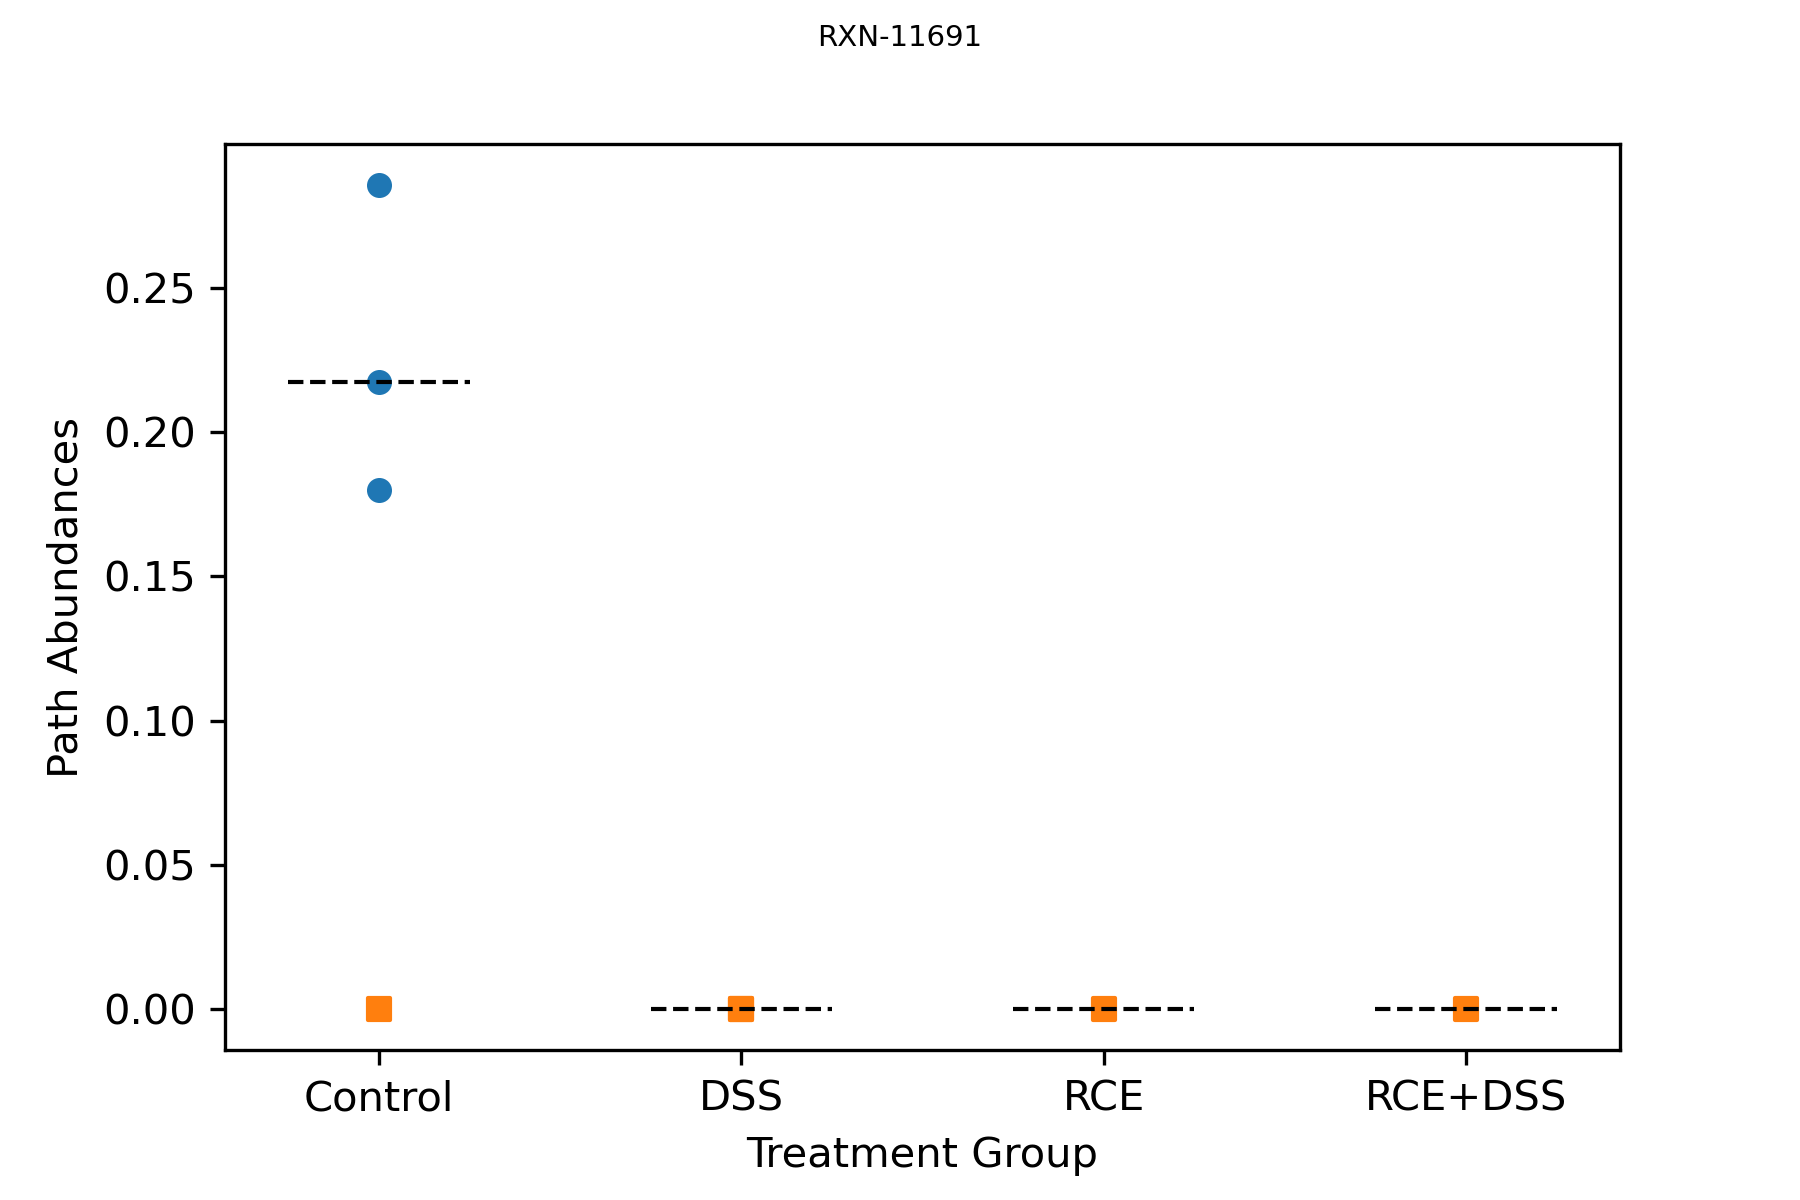 RXN-11691
0.25
0.20
0.15
0.10
0.05
0.00
Path Abundances
Control DSS RCE RCE+DSS
Treatment Group